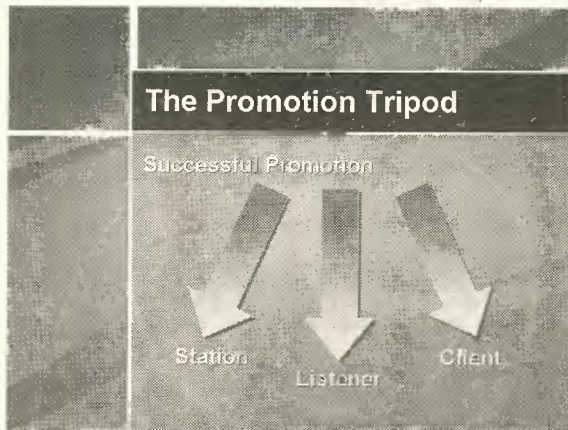 The Promotion Tripod
Successful Promotion
Station
Listener
Client